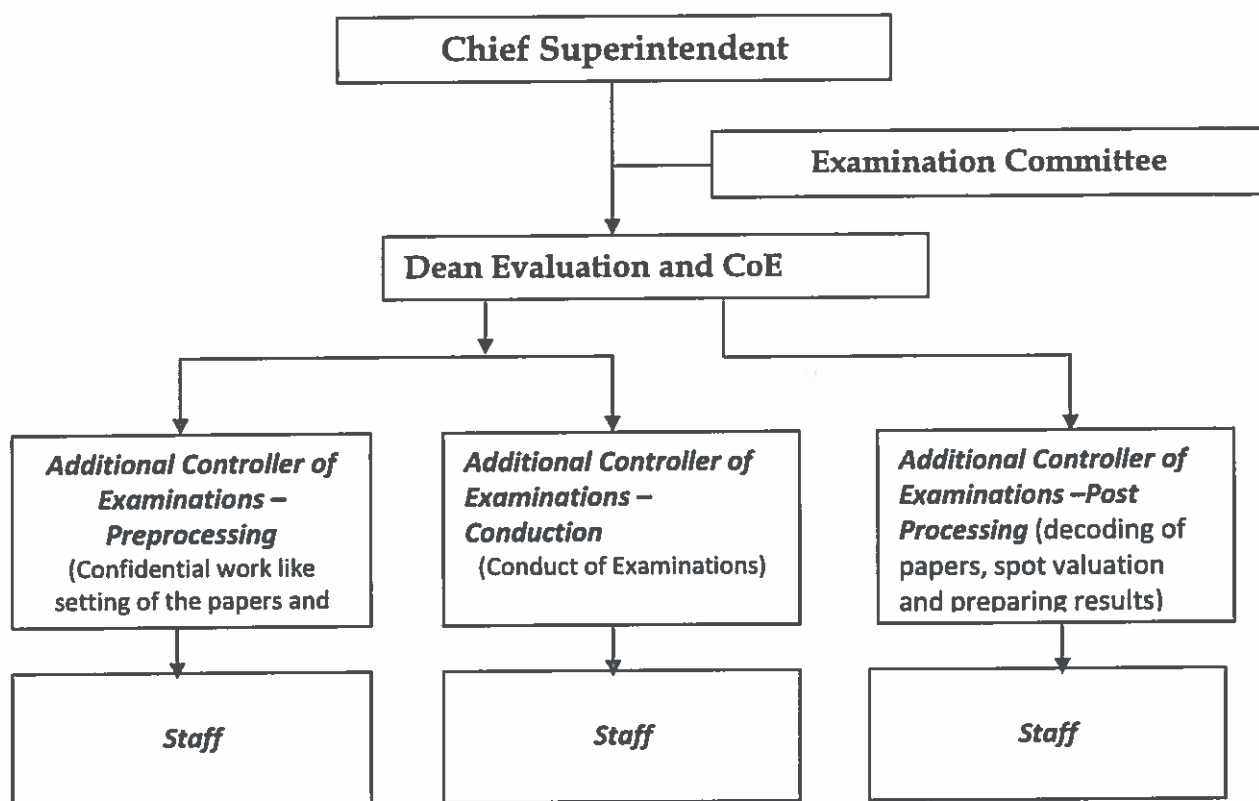 Chief Superintendent
Examination Committee
Dean Evaluation and CoE
Additional Controller of
Examinations –
Preprocessing
(Confidential work like
setting of the papers and
Additional Controller of
Examinations –
Conduction
(Conduct of Examinations)
Additional Controller of
Examinations –Post
Processing (decoding of
papers, spot valuation
and preparing results)
Staff
Staff
Staff